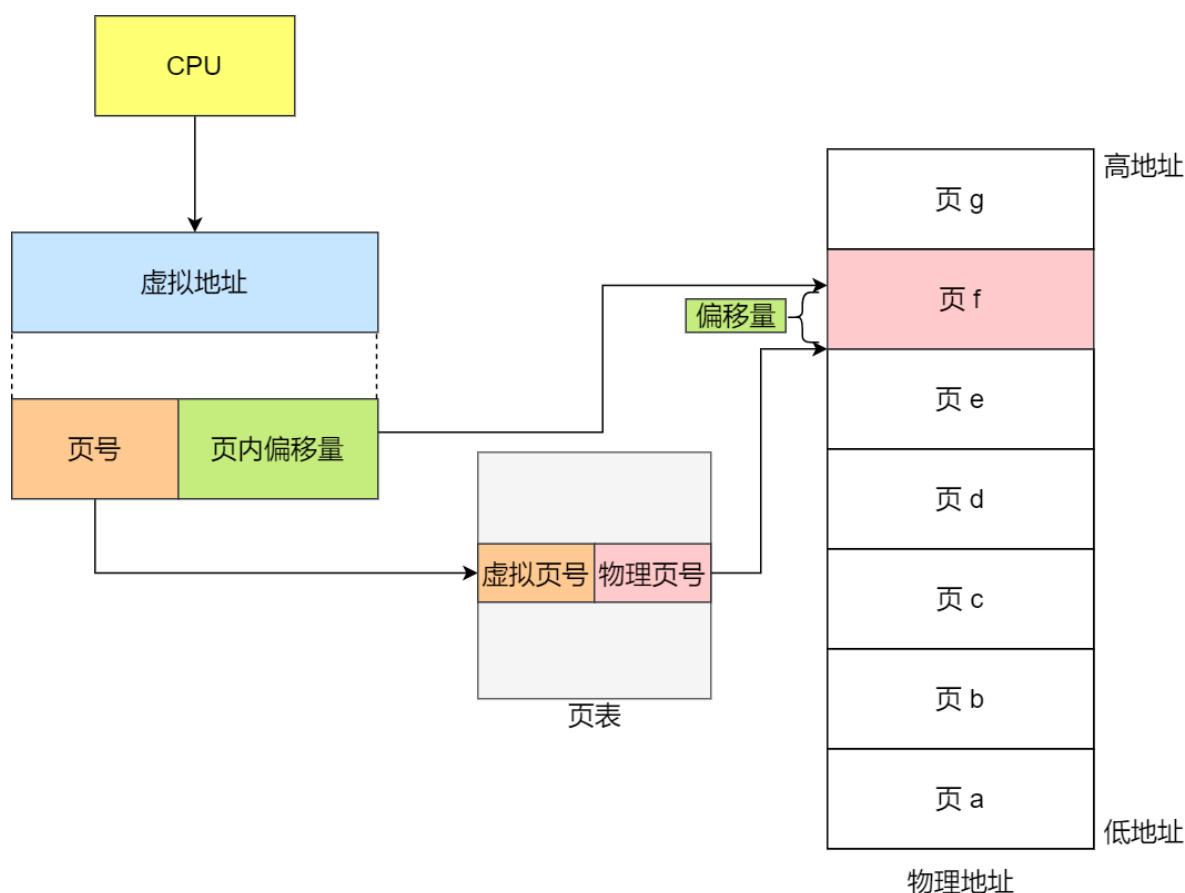 CPU
虚拟地址
页号
页内偏移量
虚拟页号
物理页号
页表
偏移量
高地址
页 g
页 f
页 e
页 d
页 c
页 b
页 a
低地址
物理地址